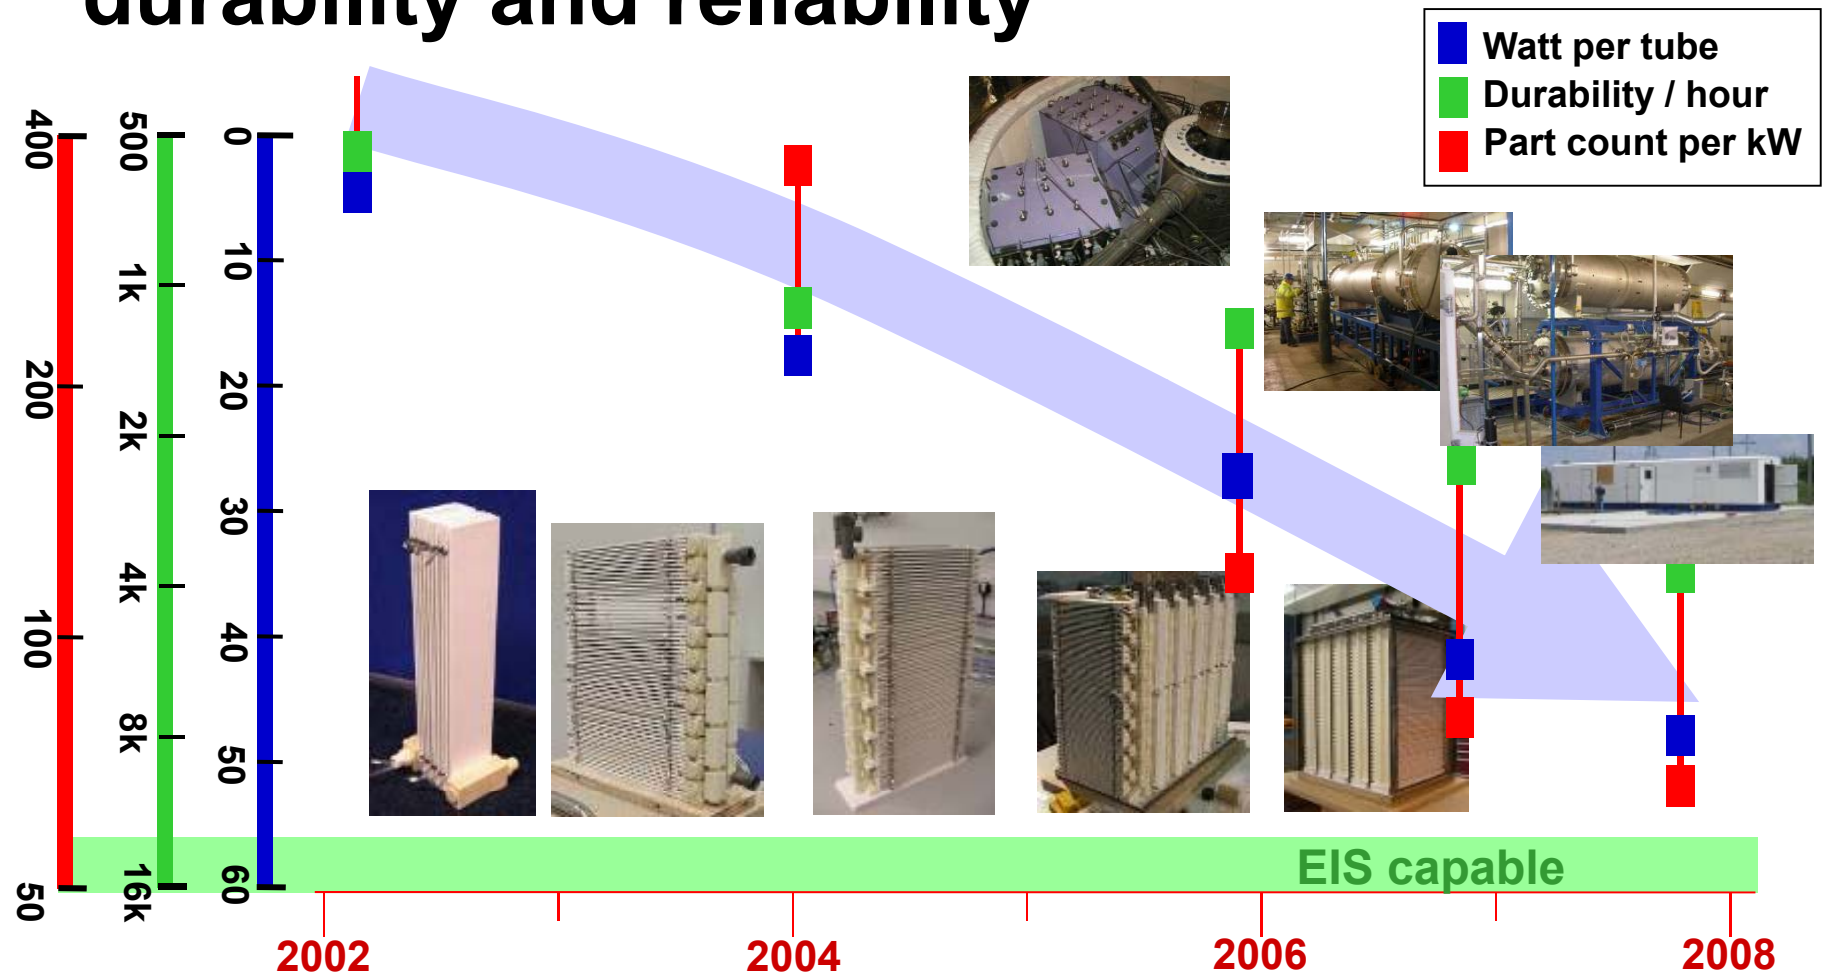 durability and reliability
Watt per tube
Durability / hour
Part count per kW
400
200
100
50
500
1k
2k
4k
8k
16k
0
10
20
30
40
50
60
EIS capable
2002
2004
2006
2008